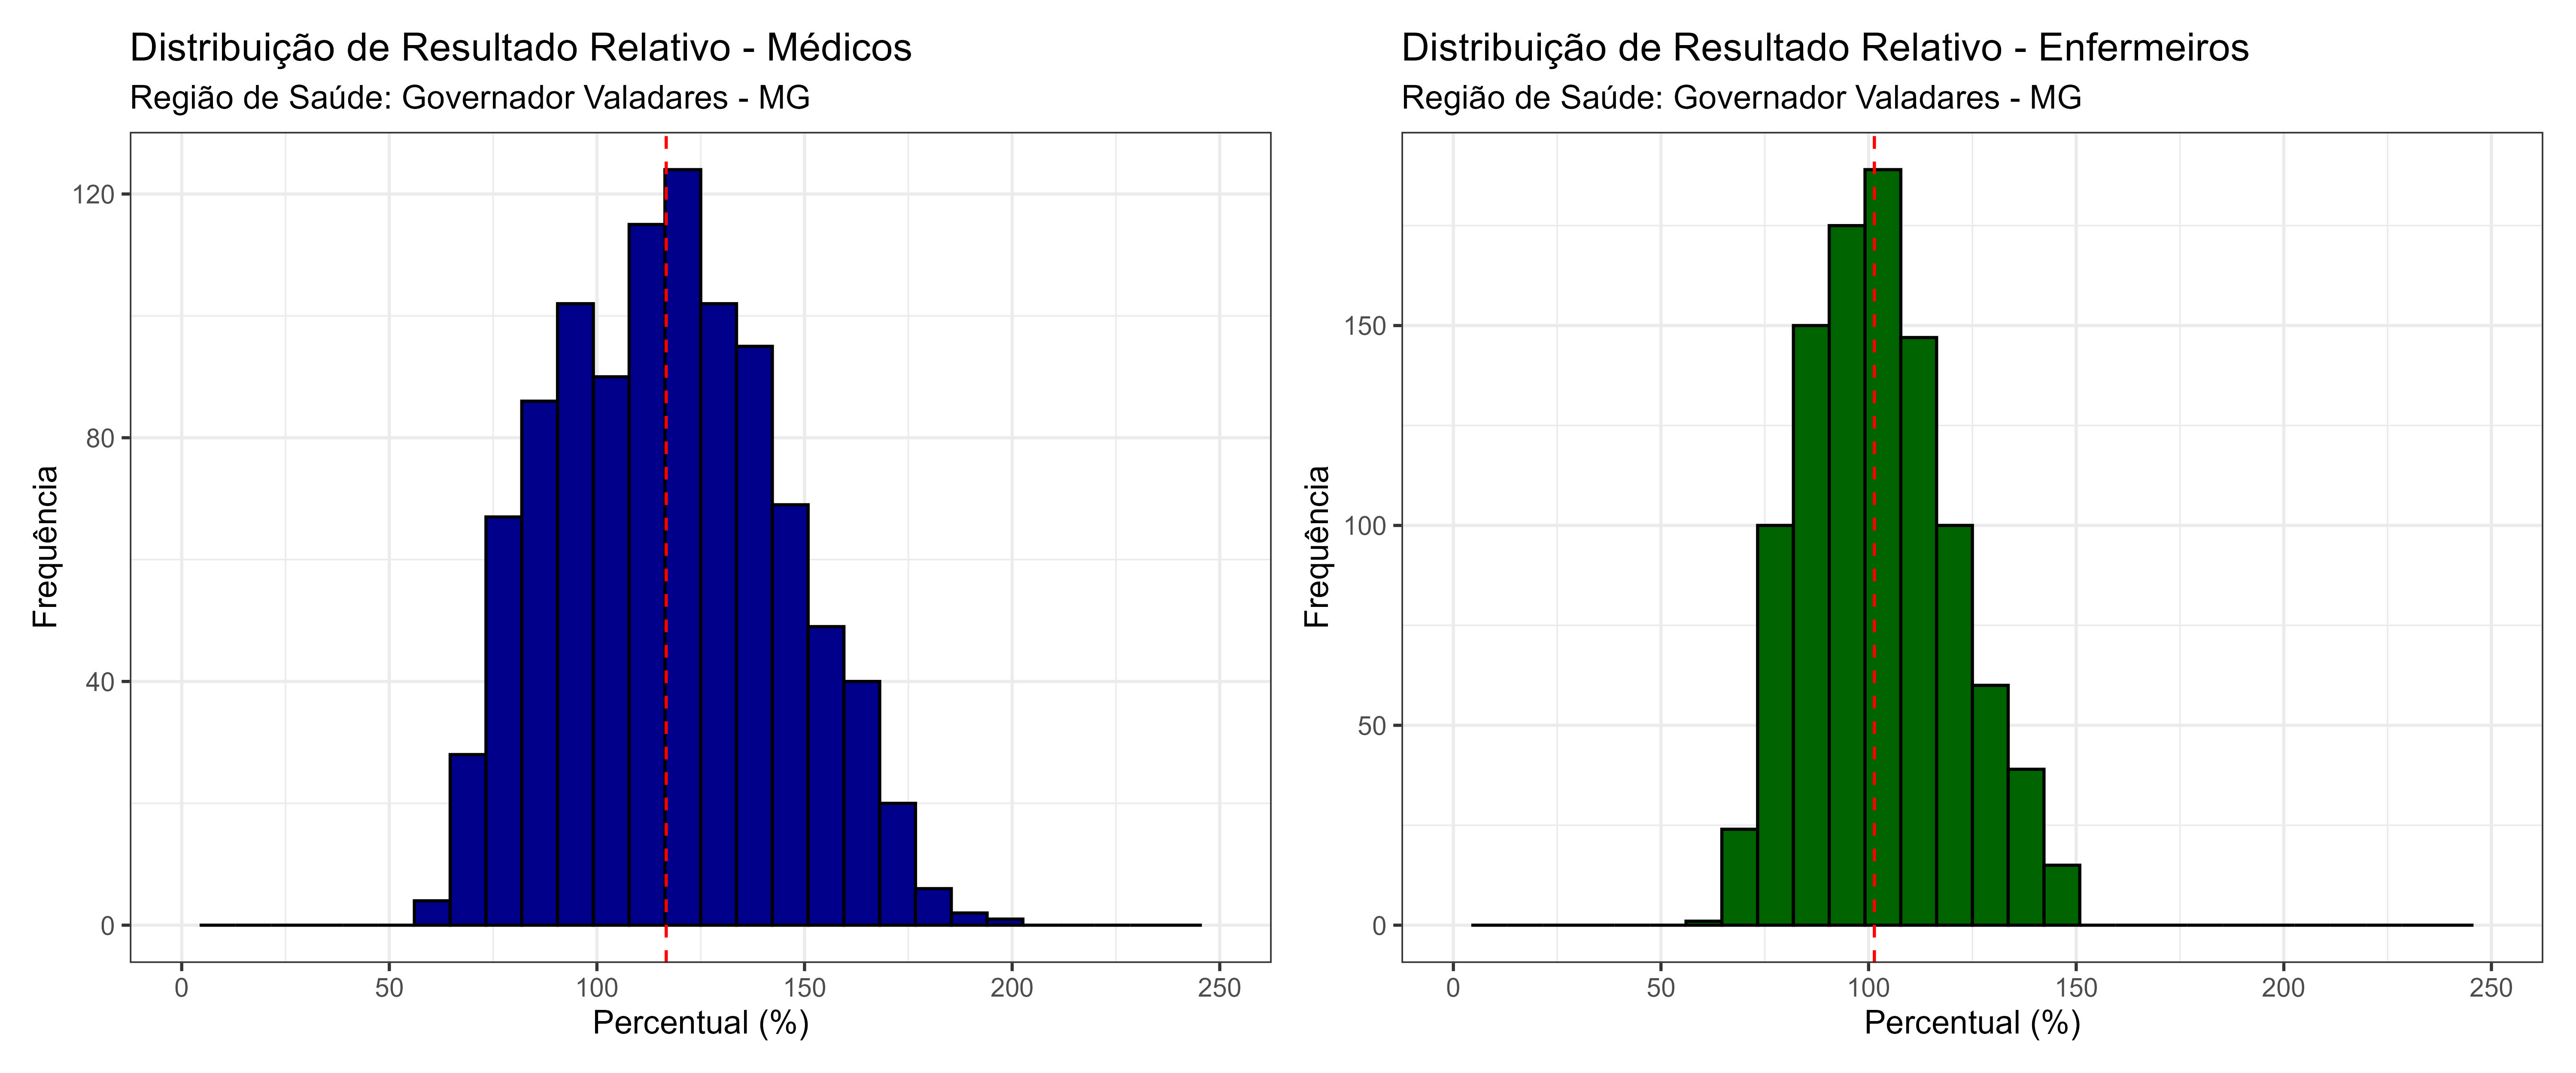 Distribuição de Resultado Relativo - Médicos
Região de Saúde: Governador Valadares - MG
120
80
40
0
Frequência
0 50 100 150 200 250
Percentual (%)
Distribuição de Resultado Relativo - Enfermeiros
Região de Saúde: Governador Valadares - MG
150
100
50
0
Frequência
0 50 100 150 200 250
Percentual (%)